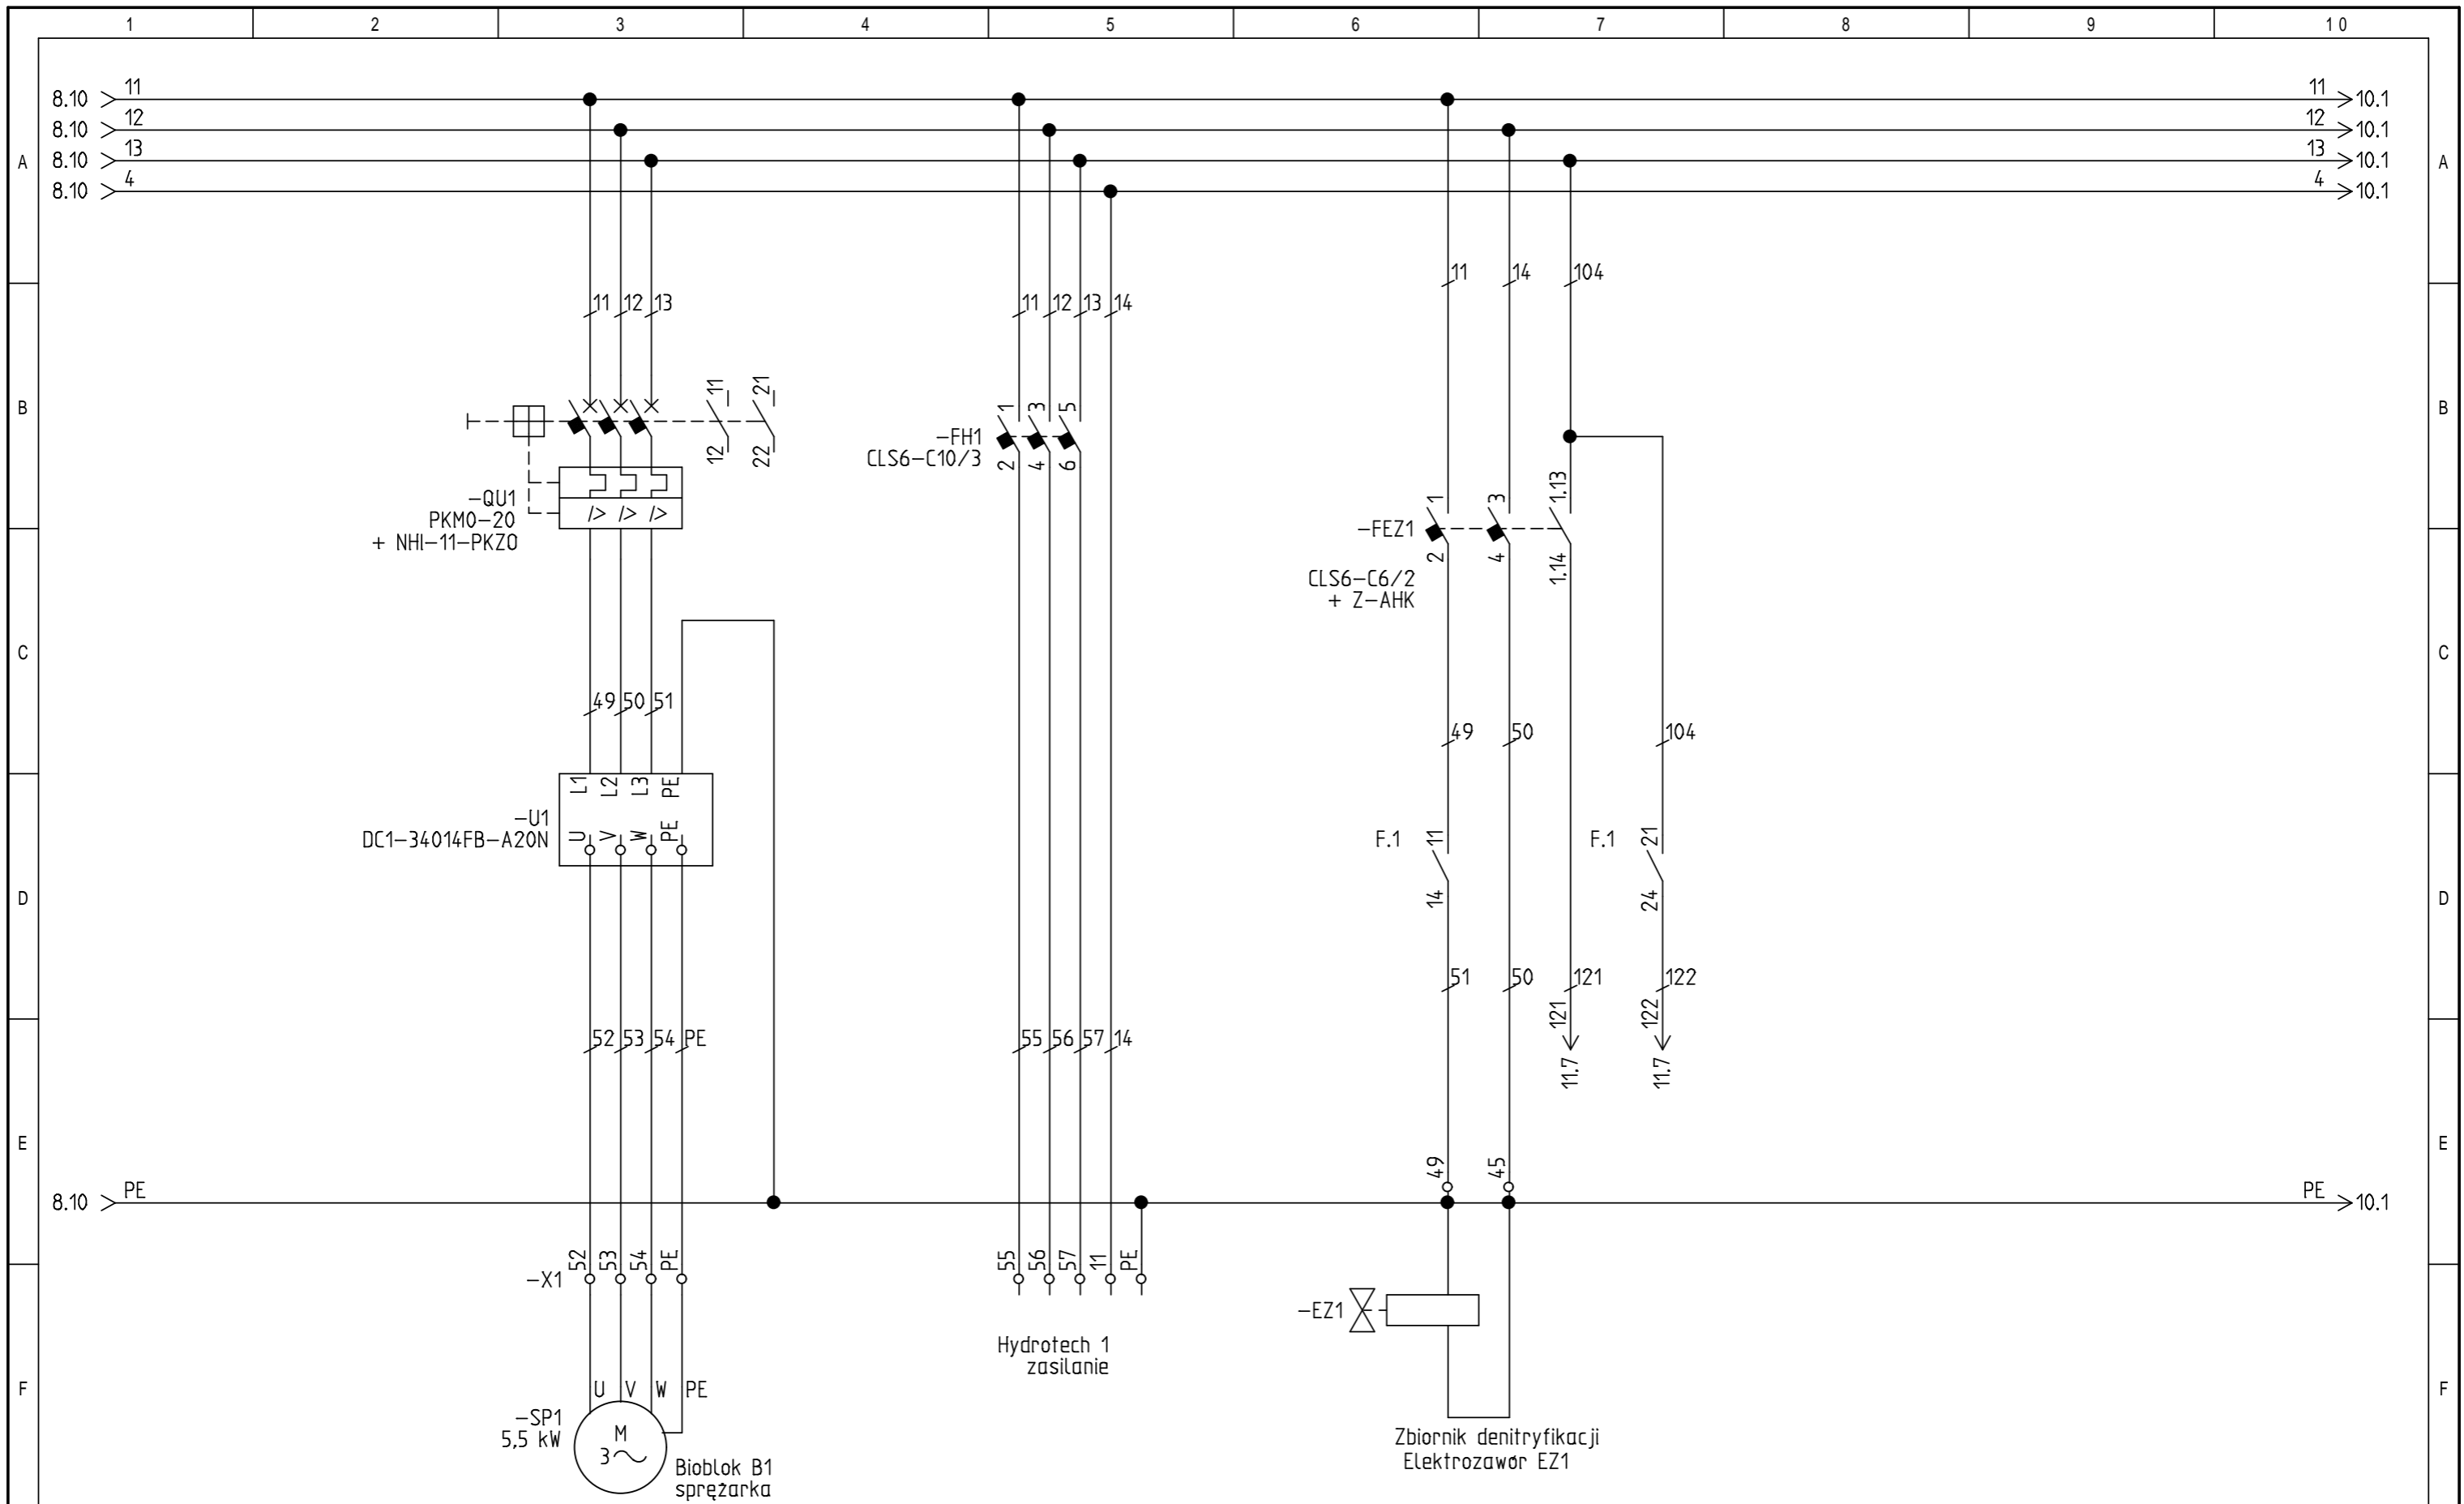 1 2 3 4 5 6 7 8 9 10
8.10 11 11 10.1
8.10 12 12 10.1
A 8.10 13 13 10.1 A
8.10 4 4 10.1
11 14 104
11 12 13 11 12 13 14
11 21
12 22
B B
1 3 5
-FH1
CLS6-C10/3
2 4 6
-QU1
PKM0-20
+ NHI-11-PKZ0
I> I> I>
1 3 1.13
-FEZ1
2 4 1.14
CLS6-C6/2
+ Z-AHK
C C
49 50 51
49 50 104
L1 L2 L3 PE
-U1
DC1-34014FB-A20N
U V W PE
F.1 11 F.1 21
14 24
D D
51 50 121 122
121 122
52 53 54 PE 55 56 57 14
11.7 11.7
E E
49 45
8.10 PE PE 10.1
-X1 52 53 54 PE 55 56 57 11 PE
-EZ1
Hydrotech 1
zasilanie
F F
U V W PE
-SP1
5,5 kW
M
3
Bioblok B1
sprężarka
Zbiornik denitryfikacji
Elektrozawór EZ1